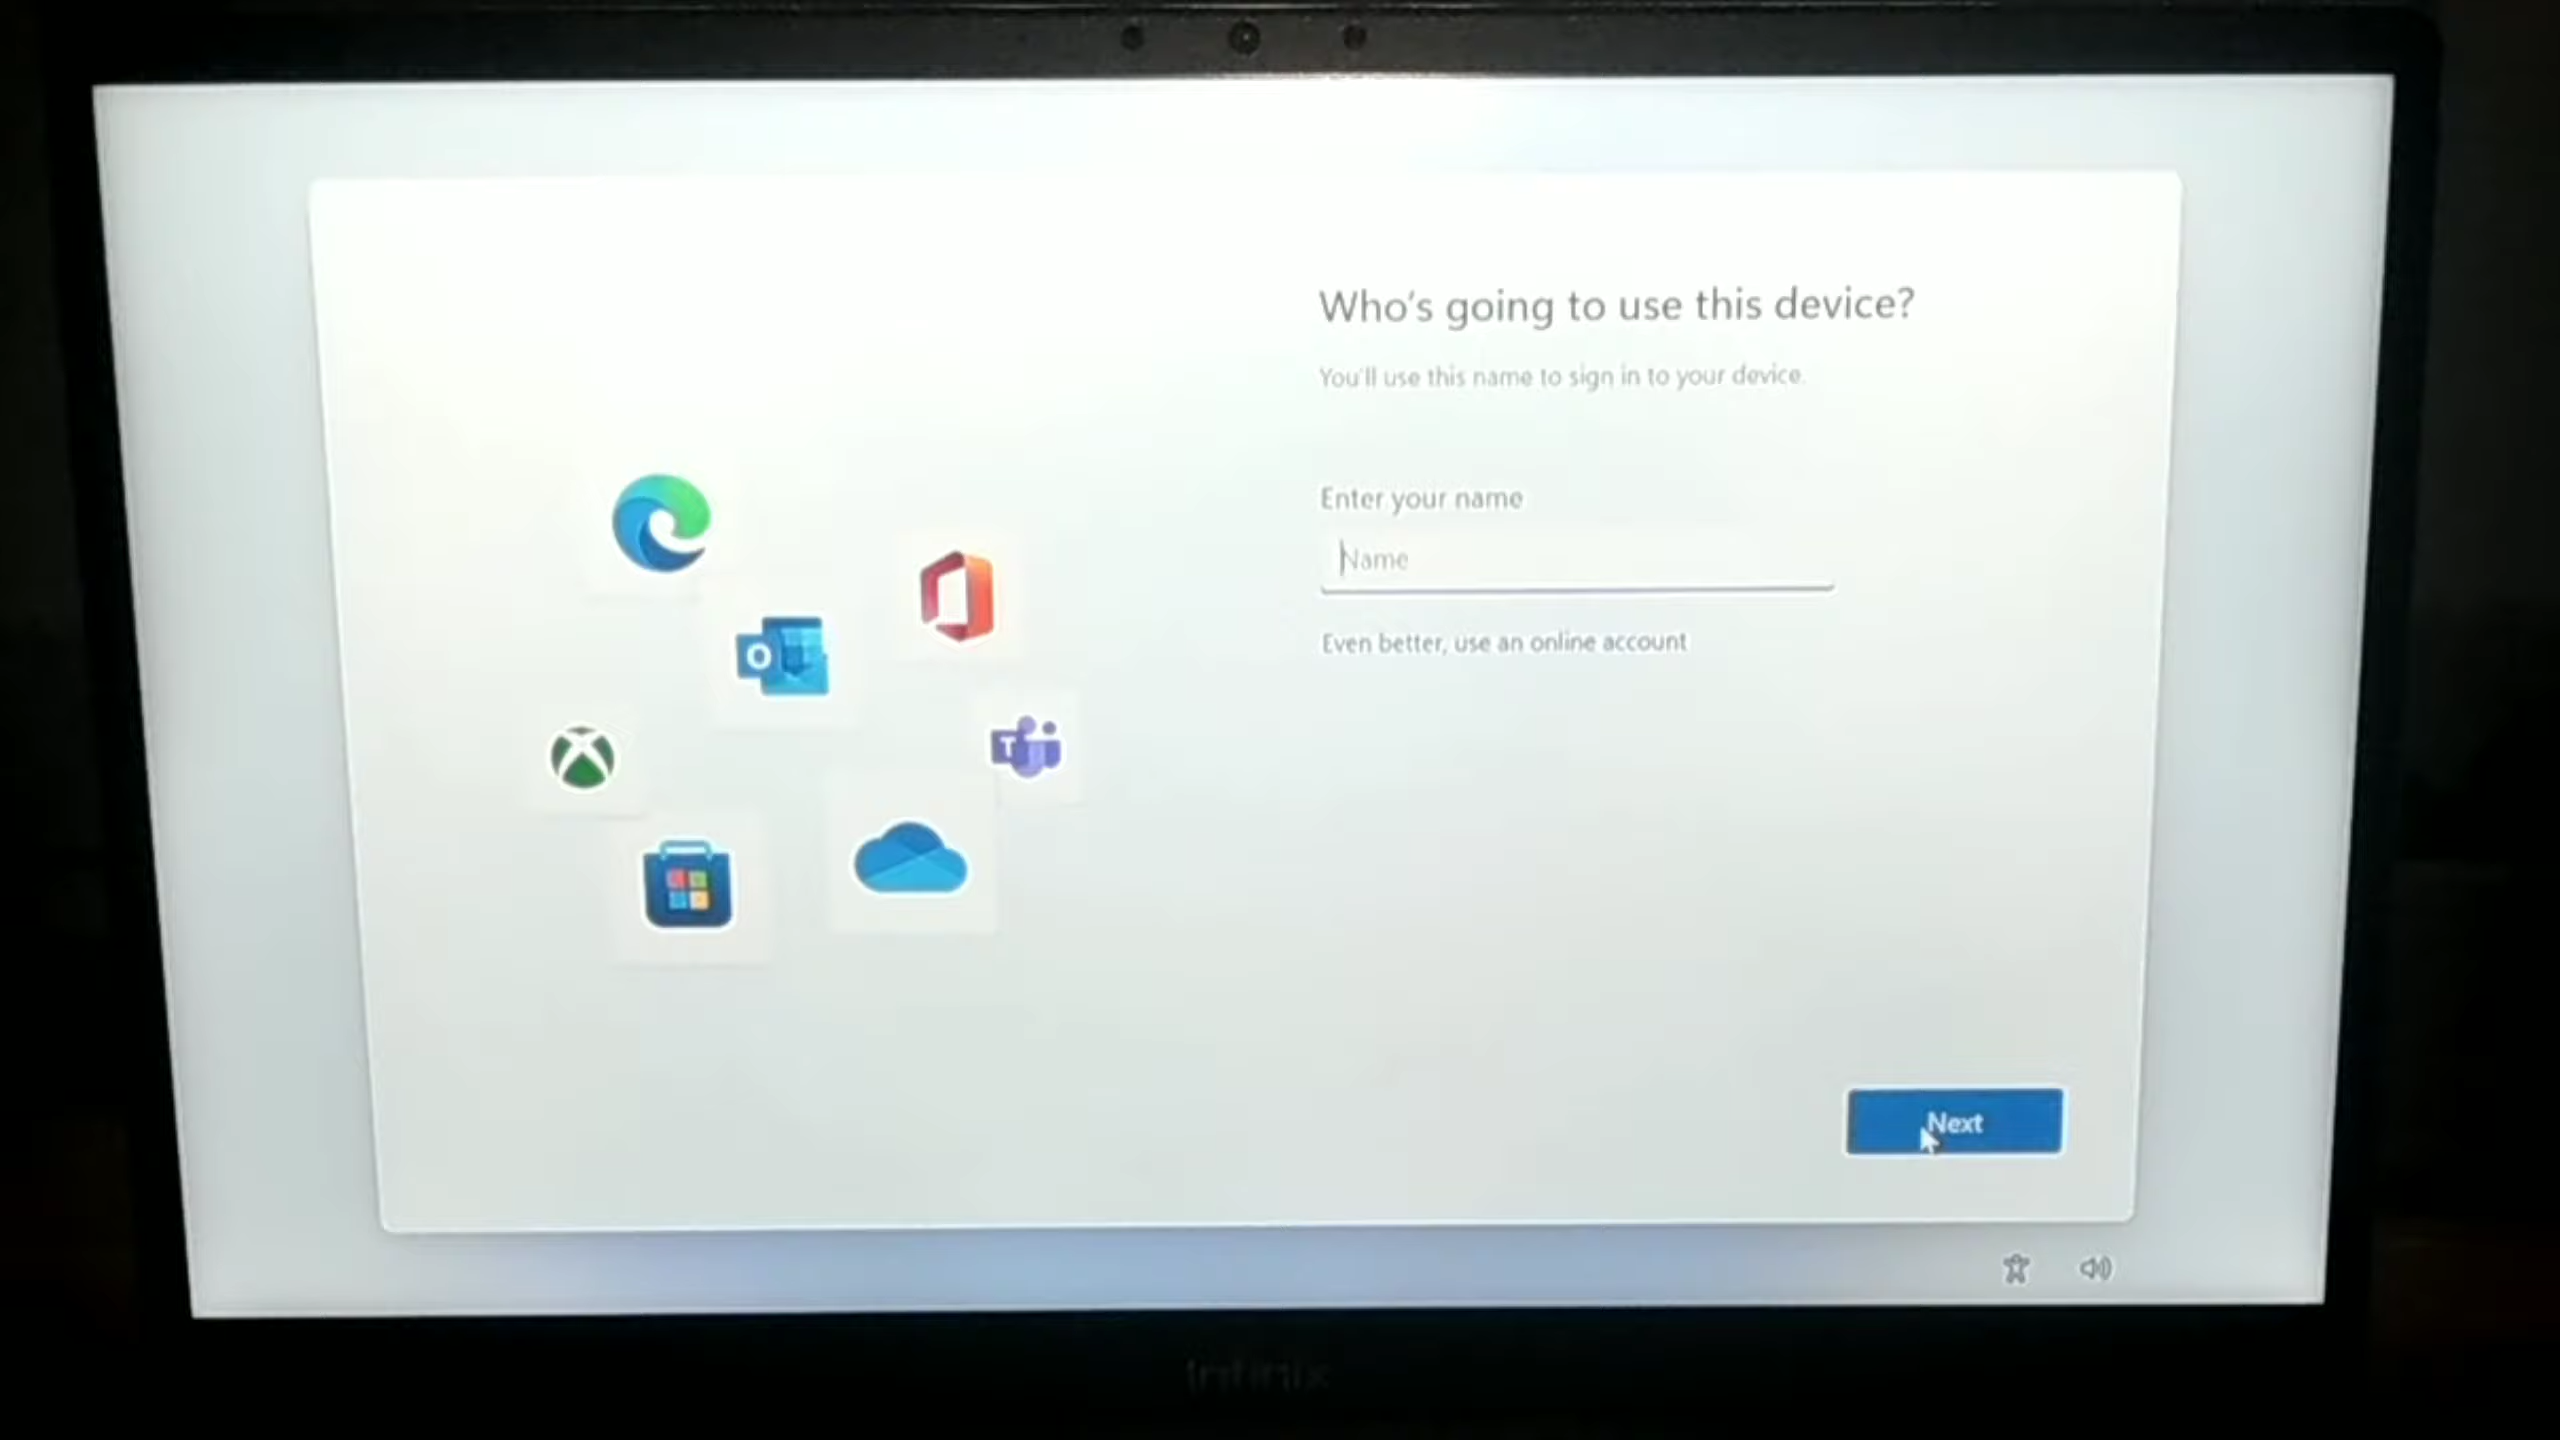 Who's going to use this device?
You'll use this name to sign in to your device.
Enter your name
Name
Even better, use an online account
O
T
Next
Infinix